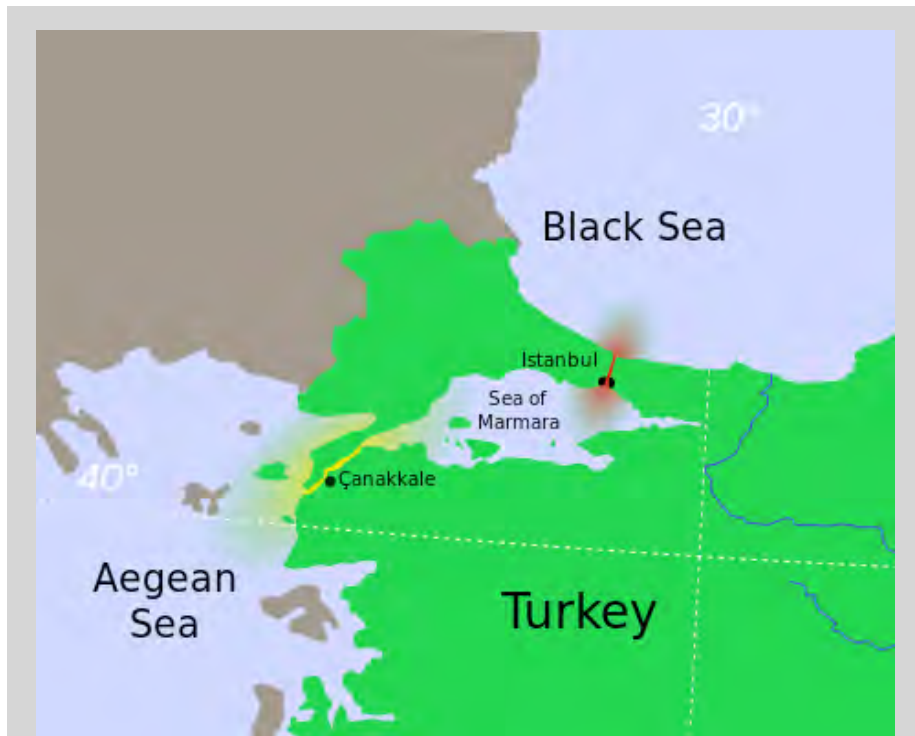 30°
Black Sea
Istanbul
Sea of
Marmara
40°
Çanakkale
Aegean
Sea
Turkey